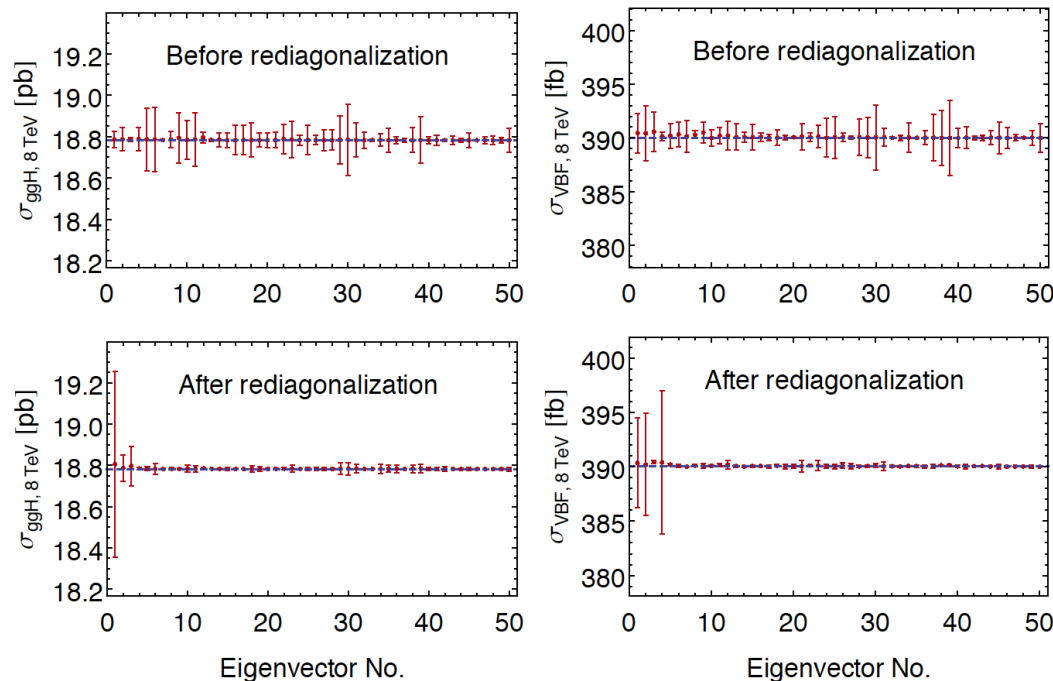 Before rediagonalization
σggH, 8 TeV [pb]
19.2
19.0
18.8
18.6
18.4
18.2
0 10 20 30 40 50
Before rediagonalization
σVBF, 8 TeV [fb]
400
395
390
385
380
0 10 20 30 40 50
After rediagonalization
σggH, 8 TeV [pb]
19.2
19.0
18.8
18.6
18.4
18.2
0 10 20 30 40 50
Eigenvector No.
After rediagonalization
σVBF, 8 TeV [fb]
400
395
390
385
380
0 10 20 30 40 50
Eigenvector No.